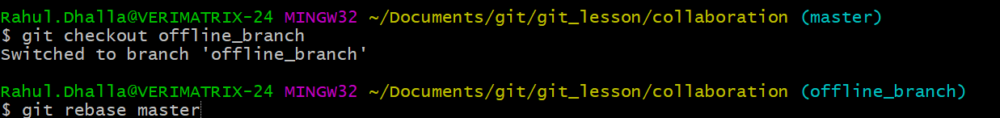 Rahul.Dhalla@VERIMATRIX-24 MINGW32 ~/Documents/git/git_lesson/collaboration (master)
$ git checkout offline_branch
Switched to branch 'offline_branch'
Rahul.Dhalla@VERIMATRIX-24 MINGW32 ~/Documents/git/git_lesson/collaboration (offline_branch)
$ git rebase master